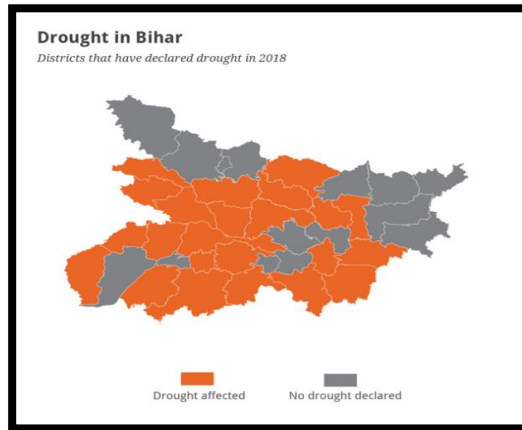 Drought in Bihar
Districts that have declared drought in 2018
Drought affected
No drought declared